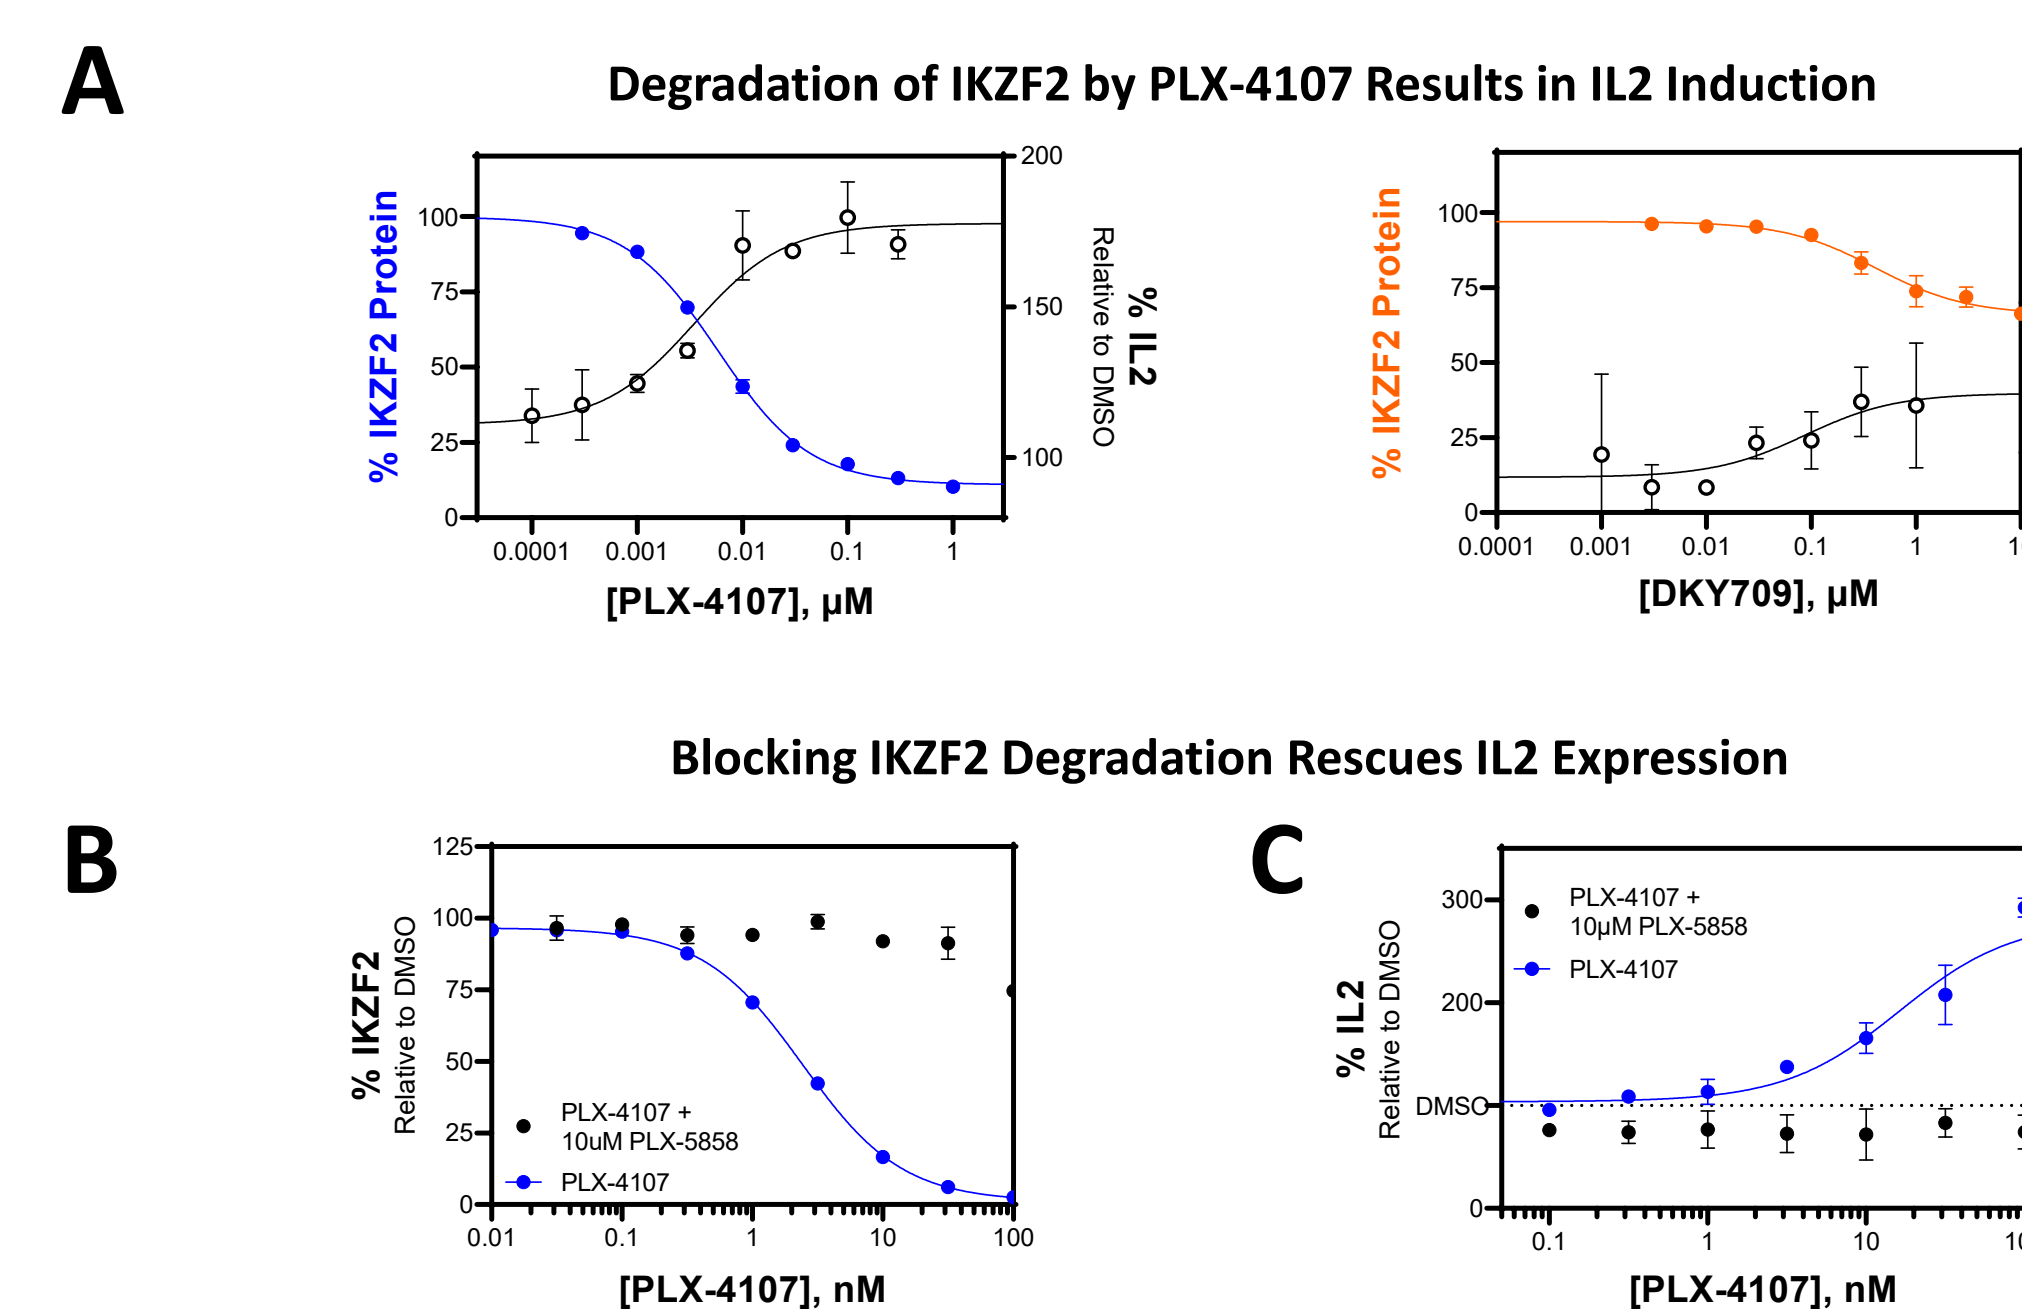 A
Degradation of IKZF2 by PLX-4107 Results in IL2 Induction
% IKZF2 Protein
100
75
50
25
0
200
150
100
% IL2
Relative to DMSO
0.0001 0.001 0.01 0.1 1
[PLX-4107], µM
% IKZF2 Protein
100
75
50
25
0
0.0001 0.001 0.01 0.1 1
[DKY709], µM
Blocking IKZF2 Degradation Rescues IL2 Expression
B
% IKZF2
Relative to DMSO
125
100
75
50
25
0
PLX-4107 +
10uM PLX-5858
PLX-4107
0.01 0.1 1 10 100
[PLX-4107], nM
C
% IL2
Relative to DMSO
300
200
DMSO
0
PLX-4107 +
10µM PLX-5858
PLX-4107
0.1 1 10
[PLX-4107], nM